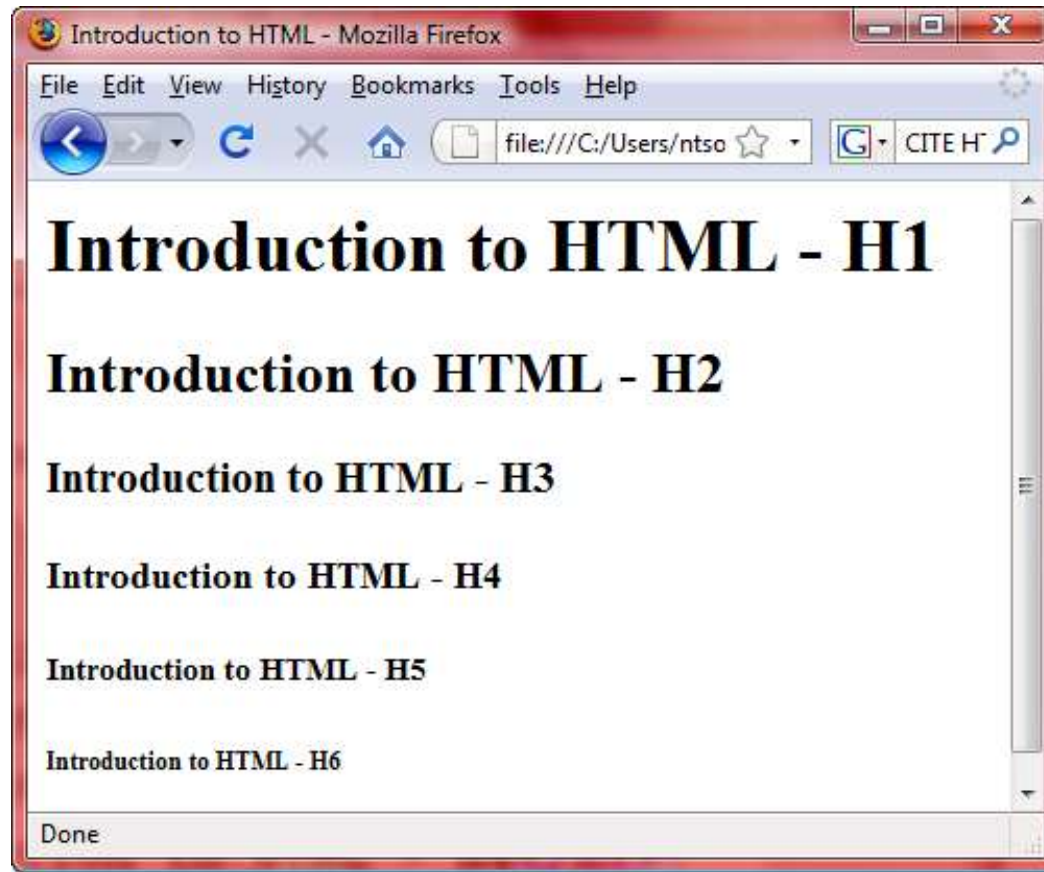 Introduction to HTML - Mozilla Firefox
File Edit View History Bookmarks Tools Help
file:///C:/Users/ntso G CITE H
Introduction to HTML - H1
Introduction to HTML - H2
Introduction to HTML - H3
Introduction to HTML - H4
Introduction to HTML - H5
Introduction to HTML - H6
Done